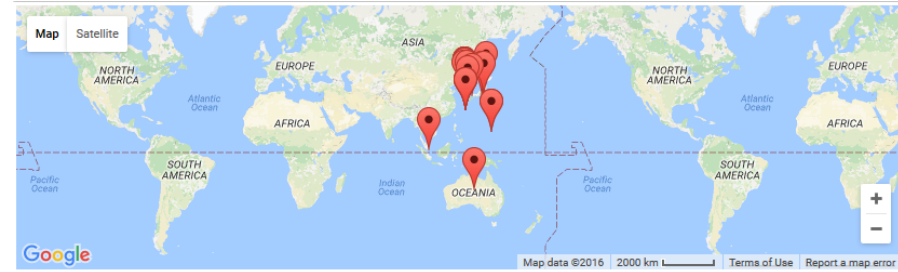 Map Satellite
ASIA
NORTH
AMERICA
EUROPE
NORTH
AMERICA
EUROPE
Atlantic
Ocean
Atlantic
Ocean
AFRICA
AFRICA
SOUTH
AMERICA
SOUTH
AMERICA
Pacific
Ocean
Indian
Ocean
OCEANIA
Pacific
Ocean
+
−
Google
Map data ©2016 2000 km Terms of Use Report a map error